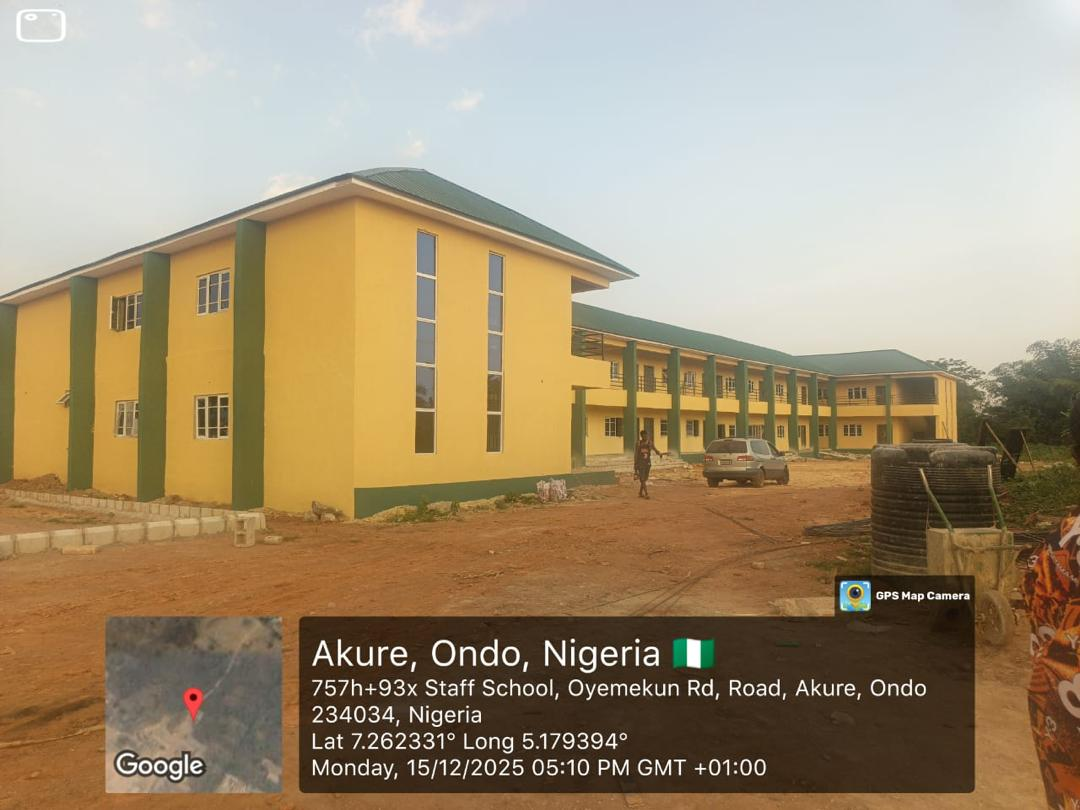 GPS Map Camera
Akure, Ondo, Nigeria 🇳🇬
757h+93x Staff School, Oyemekun Rd, Road, Akure, Ondo
234034, Nigeria
Lat 7.262331° Long 5.179394°
Monday, 15/12/2025 05:10 PM GMT +01:00
Google